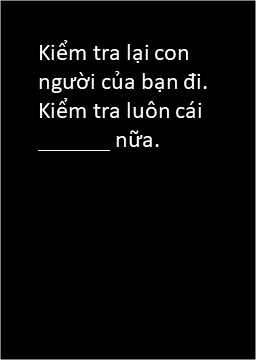 Kiểm tra lại con
người của bạn đi.
Kiểm tra luôn cái
_______ nữa.